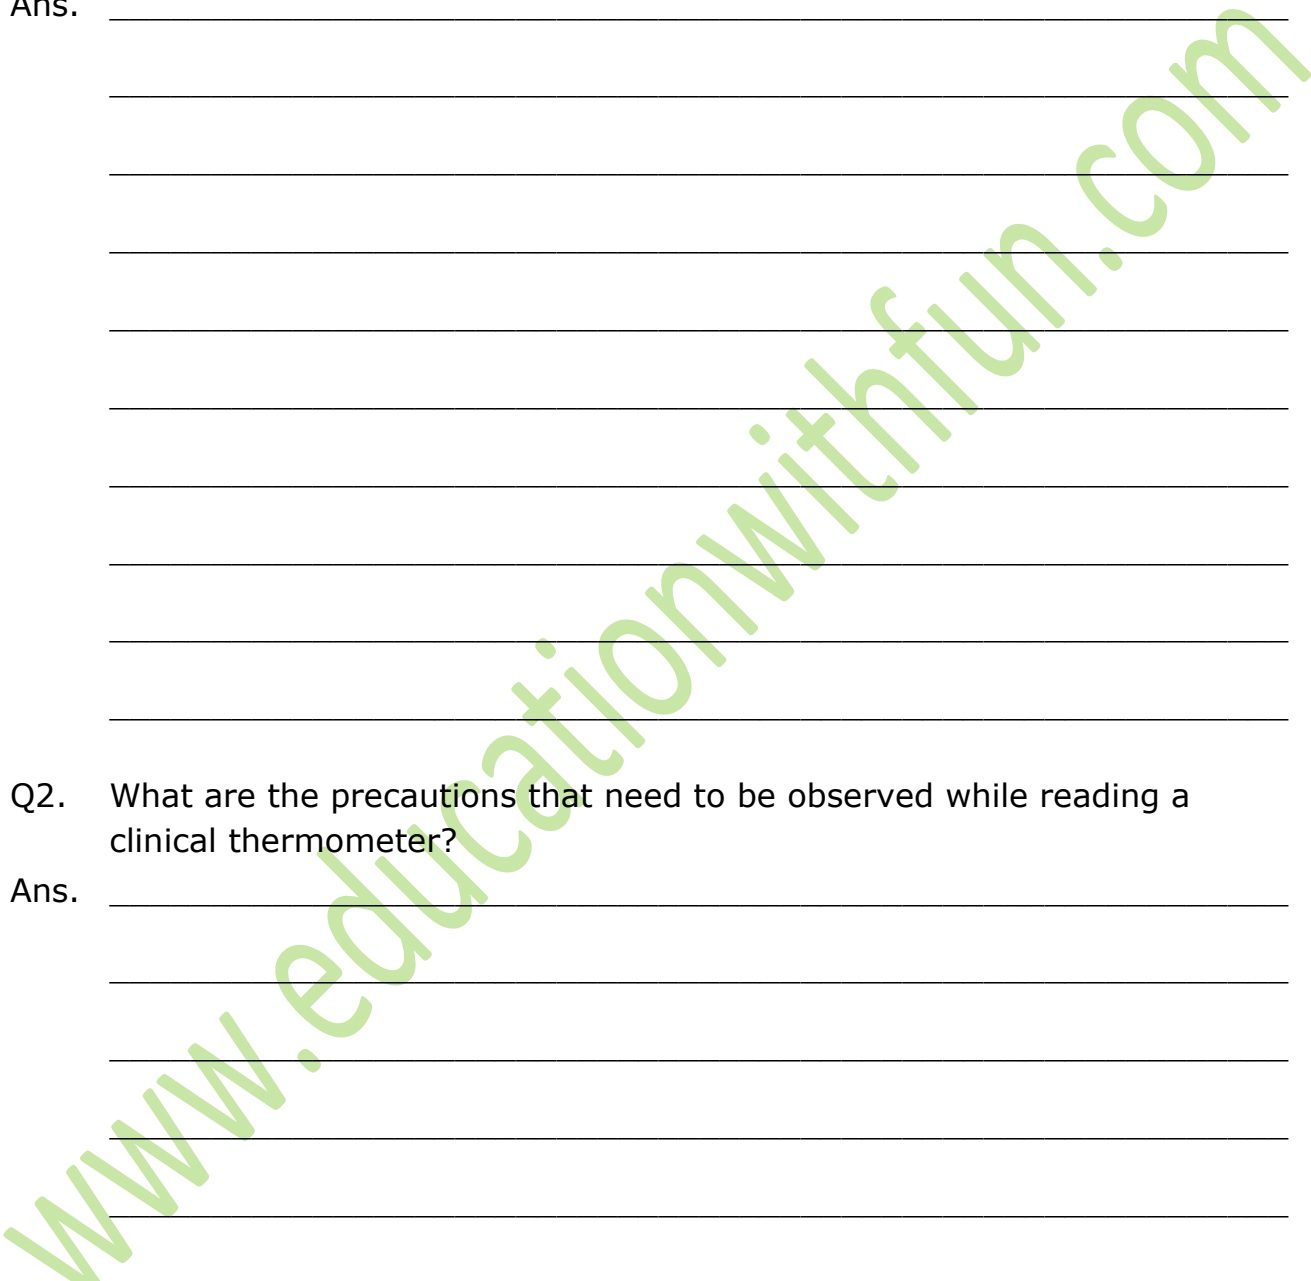 Ans.
Q2. What are the precautions that need to be observed while reading a
clinical thermometer?
Ans.
www.educationwithfun.com